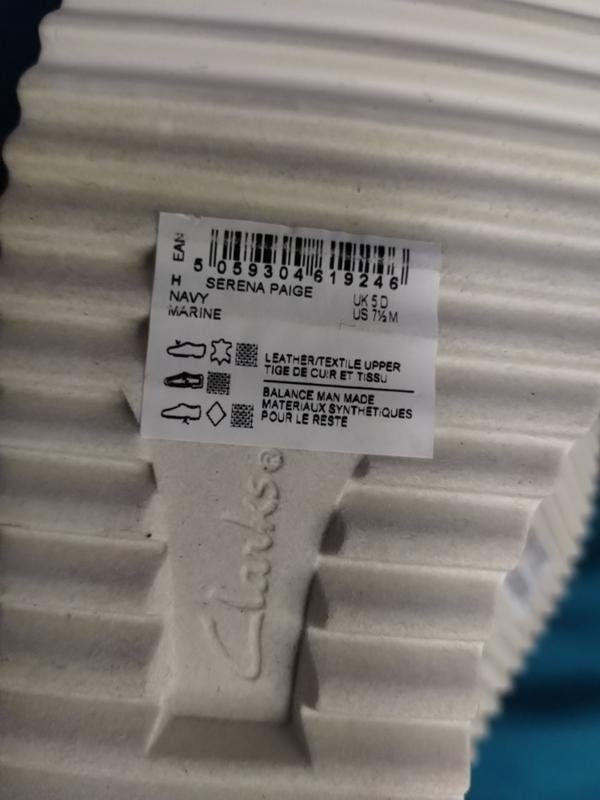 EAN
5 059304 619246
H SERENA PAIGE
NAVY UK 5 D
MARINE US 7½ M
LEATHER/TEXTILE UPPER
TIGE DE CUIR ET TISSU
BALANCE MAN MADE
MATERIAUX SYNTHETIQUES
POUR LE RESTE
Clarks®